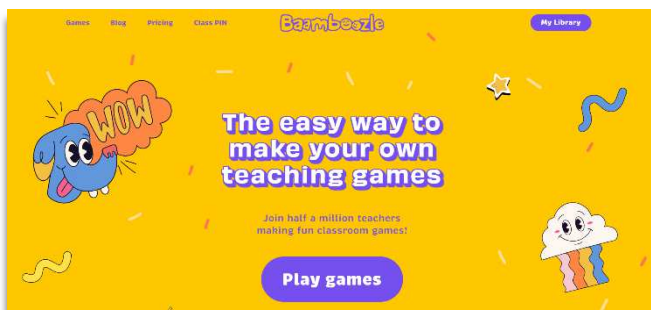 Games Blog Pricing Class PIN Baamboozle My Library
WOW
The easy way to
make your own
teaching games
Join half a million teachers
making fun classroom games!
Play games